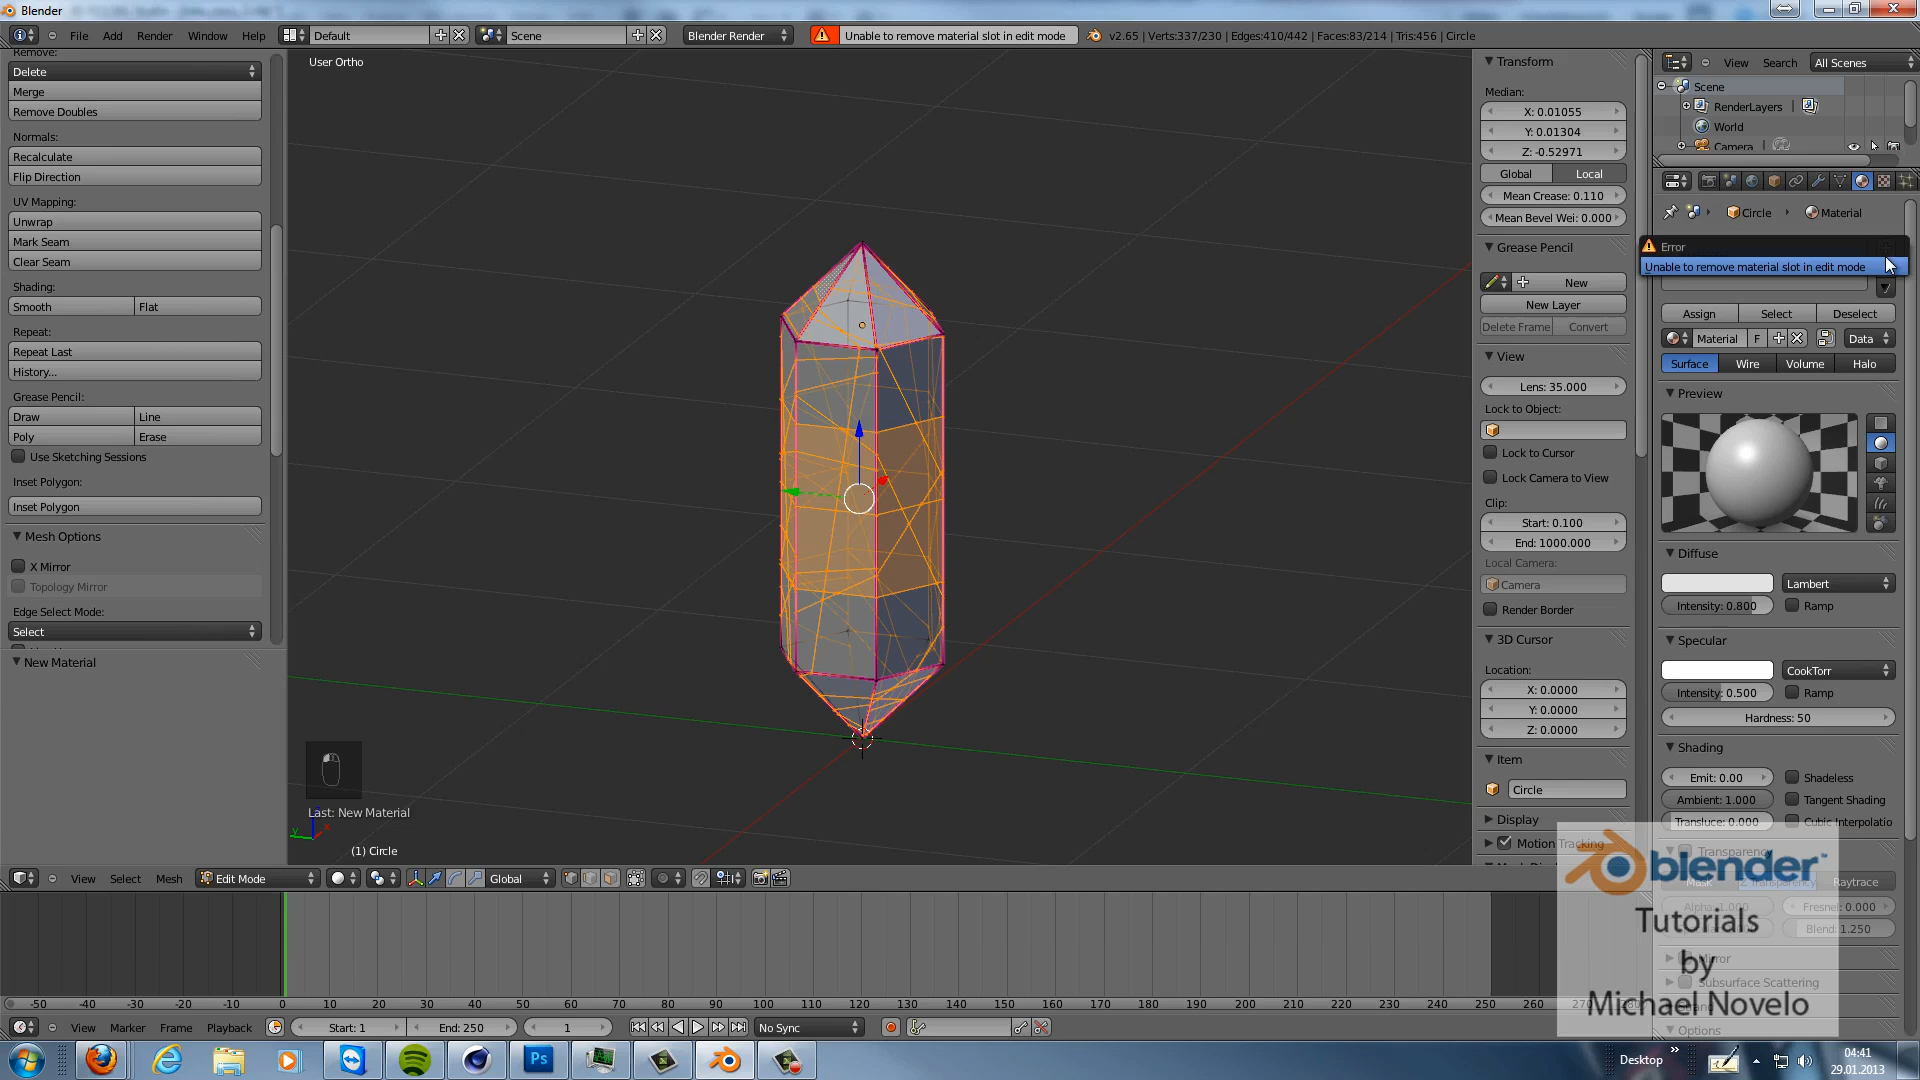 Blender
File Add Render Window Help Default Scene Blender Render Unable to remove material slot in edit mode v2.65 | Verts:337/230 | Edges:410/442 | Faces:83/214 | Tris:456 | Circle
Remove:
Delete
Merge
Remove Doubles
Normals:
Recalculate
Flip Direction
UV Mapping:
Unwrap
Mark Seam
Clear Seam
Shading:
Smooth Flat
Repeat:
Repeat Last
History...
Grease Pencil:
Draw Line
Poly Erase
Use Sketching Sessions
Inset Polygon:
Inset Polygon
Mesh Options
X Mirror
Topology Mirror
Edge Select Mode:
Select
New Material
User Ortho
Last: New Material
y x
(1) Circle
Transform
Median:
X: 0.01055
Y: 0.01304
Z: -0.52971
Global Local
Mean Crease: 0.110
Mean Bevel Wei: 0.000
Grease Pencil
New
New Layer
Delete Frame Convert
View
Lens: 35.000
Lock to Object:
Lock to Cursor
Lock Camera to View
Clip:
Start: 0.100
End: 1000.000
Local Camera:
Camera
Render Border
3D Cursor
Location:
X: 0.0000
Y: 0.0000
Z: 0.0000
Item
Circle
Display
Motion Tracking
View Search All Scenes
Scene
RenderLayers
World
Camera
Circle Material
Error
Unable to remove material slot in edit mode
Assign Select Deselect
Material F Data
Surface Wire Volume Halo
Preview
Diffuse
Lambert
Intensity: 0.800 Ramp
Specular
CookTorr
Intensity: 0.500 Ramp
Hardness: 50
Shading
Emit: 0.00 Shadeless
Ambient: 1.000 Tangent Shading
Transluce: 0.000 Cubic Interpolatio
Transparency
Mask Z Transparency Raytrace
Alpha: 1.000 Fresnel: 0.000
Blend: 1.250
Mirror
Subsurface Scattering
Options
blender
Tutorials
by
Michael Novelo
View Select Mesh Edit Mode Global
-50 -40 -30 -20 -10 0 10 20 30 40 50 60 70 80 90 100 110 120 130 140 150 160 170 180 190 200 210 220 230 240 250 260
View Marker Frame Playback Start: 1 End: 250 1 No Sync
Ps
Desktop
04:41
29.01.2013